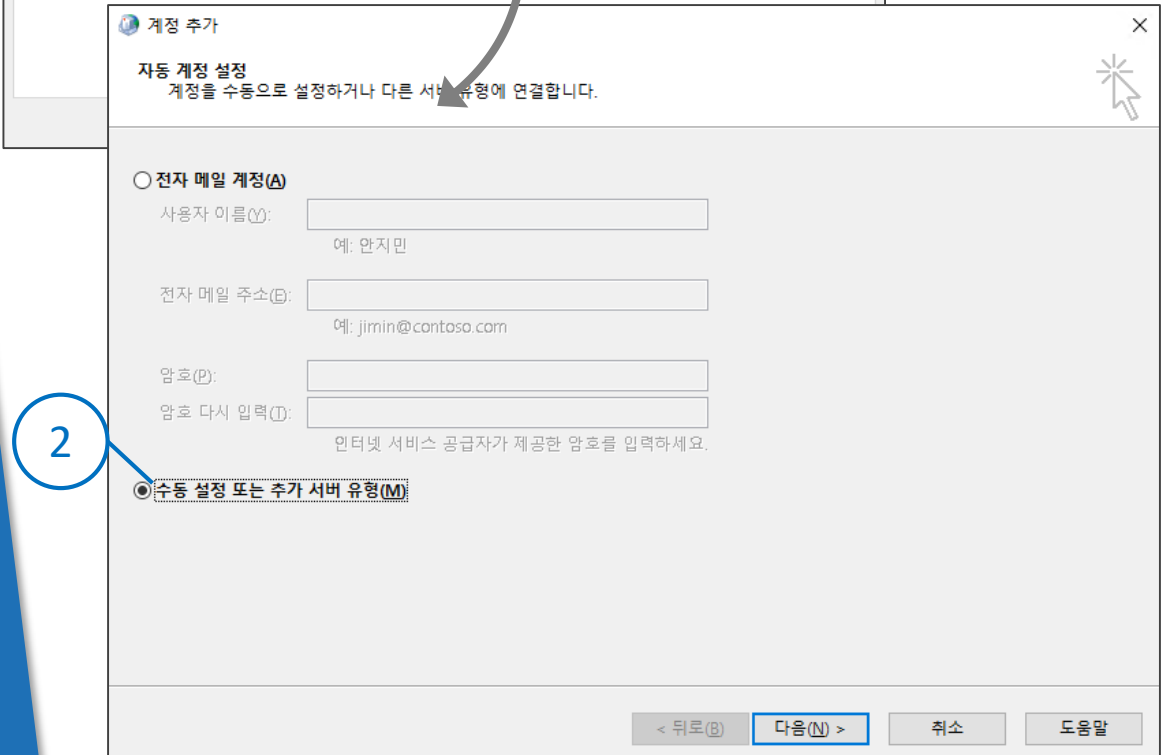 계정 추가
자동 계정 설정
계정을 수동으로 설정하거나 다른 서버 유형에 연결합니다.
전자 메일 계정(A)
사용자 이름(Y):
예: 안지민
전자 메일 주소(E):
예: jimin@contoso.com
암호(P):
암호 다시 입력(T):
인터넷 서비스 공급자가 제공한 암호를 입력하세요.
2
수동 설정 또는 추가 서버 유형(M)
< 뒤로(B) 다음(N) > 취소 도움말